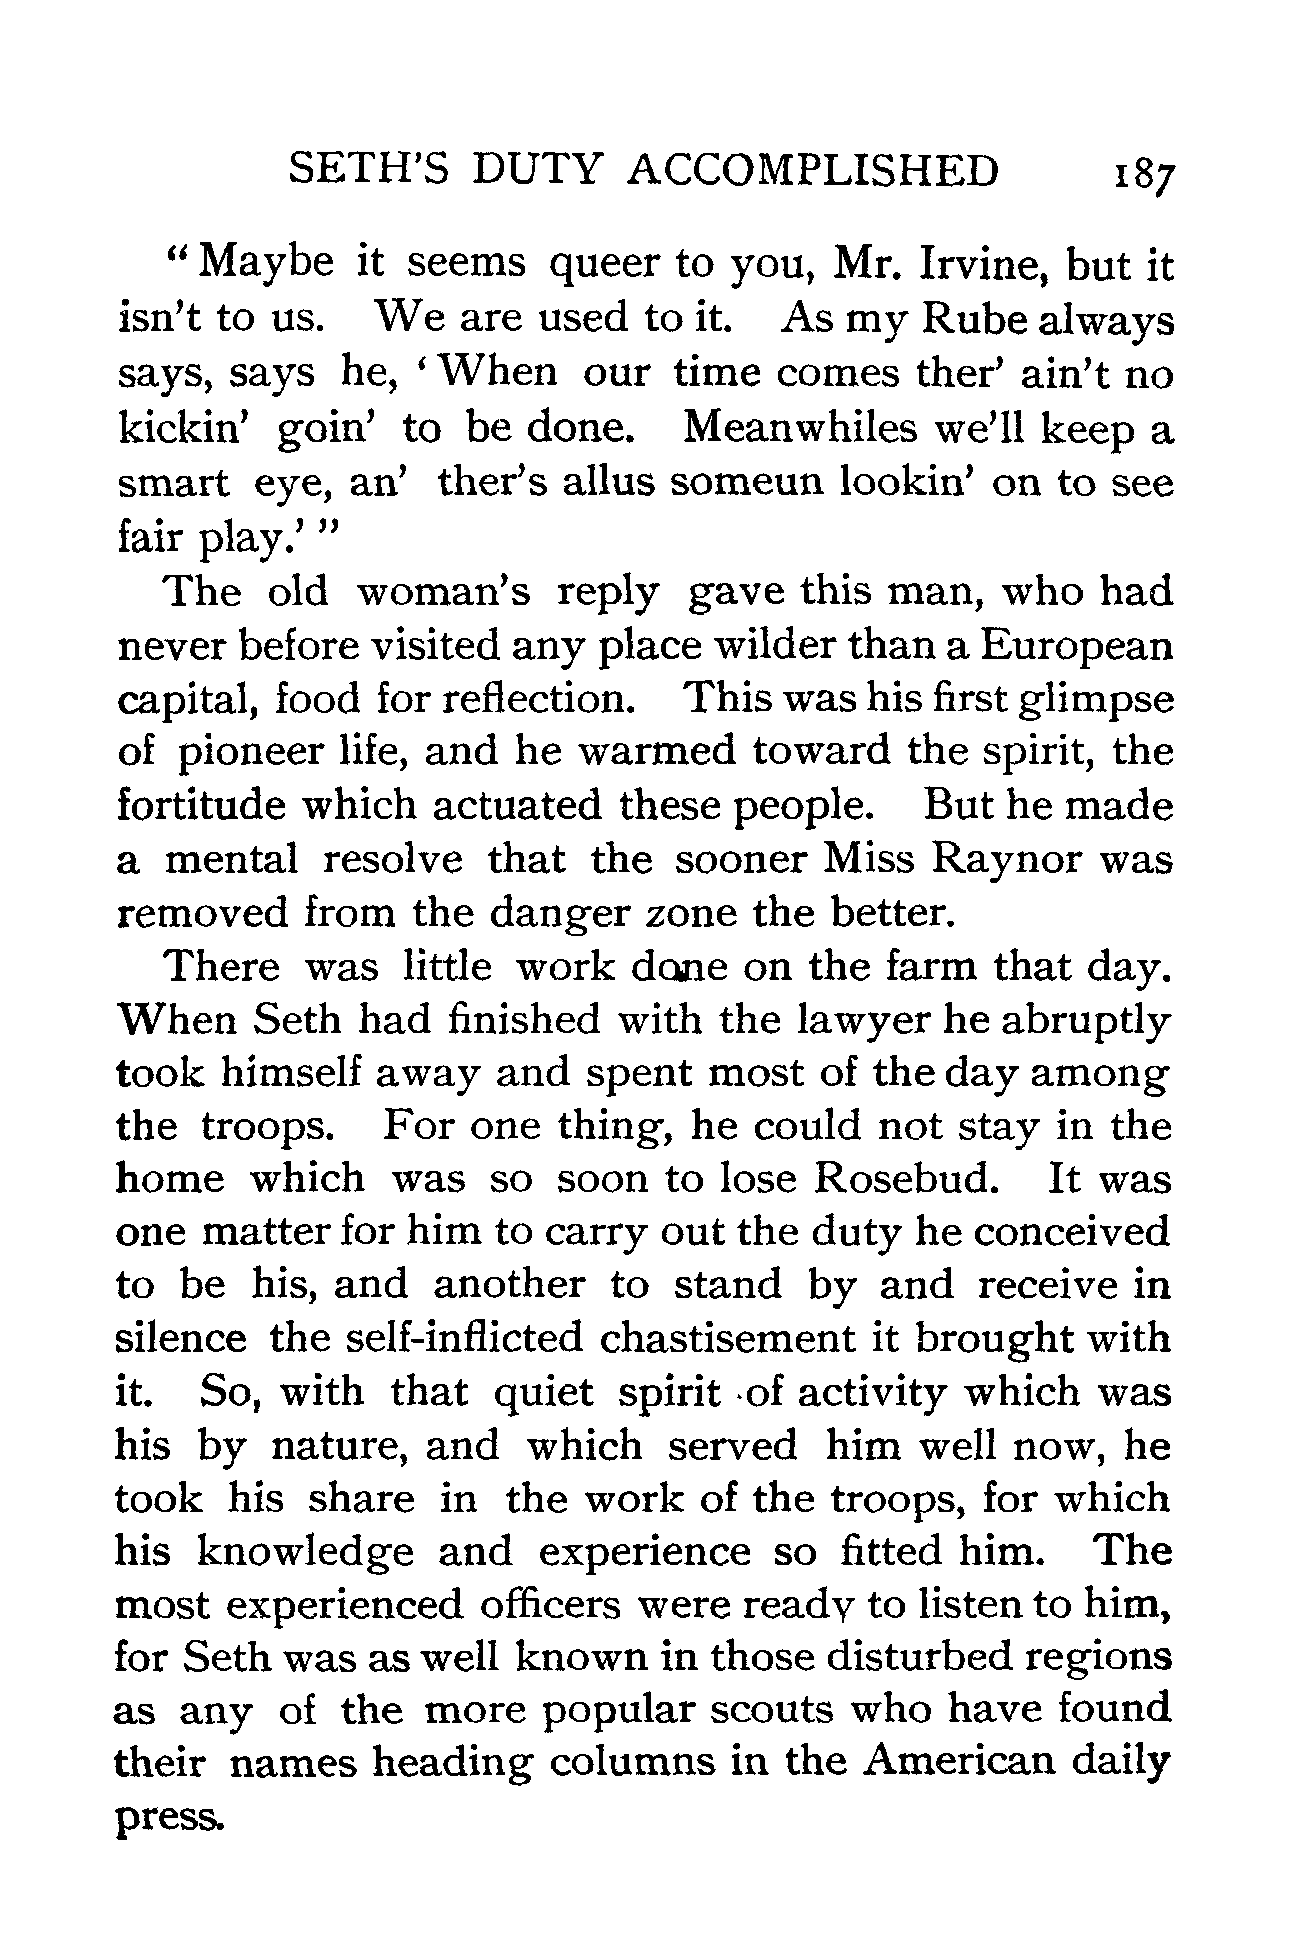 SETH'S DUTY ACCOMPLISHED 187
“Maybe it seems queer to you, Mr. Irvine, but it
isn't to us. We are used to it. As my Rube always
says, says he, ‘When our time comes ther' ain't no
kickin' goin' to be done. Meanwhiles we'll keep a
smart eye, an' ther's allus someun lookin' on to see
fair play.’”
The old woman's reply gave this man, who had
never before visited any place wilder than a European
capital, food for reflection. This was his first glimpse
of pioneer life, and he warmed toward the spirit, the
fortitude which actuated these people. But he made
a mental resolve that the sooner Miss Raynor was
removed from the danger zone the better.
There was little work done on the farm that day.
When Seth had finished with the lawyer he abruptly
took himself away and spent most of the day among
the troops. For one thing, he could not stay in the
home which was so soon to lose Rosebud. It was
one matter for him to carry out the duty he conceived
to be his, and another to stand by and receive in
silence the self-inflicted chastisement it brought with
it. So, with that quiet spirit of activity which was
his by nature, and which served him well now, he
took his share in the work of the troops, for which
his knowledge and experience so fitted him. The
most experienced officers were ready to listen to him,
for Seth was as well known in those disturbed regions
as any of the more popular scouts who have found
their names heading columns in the American daily
press.